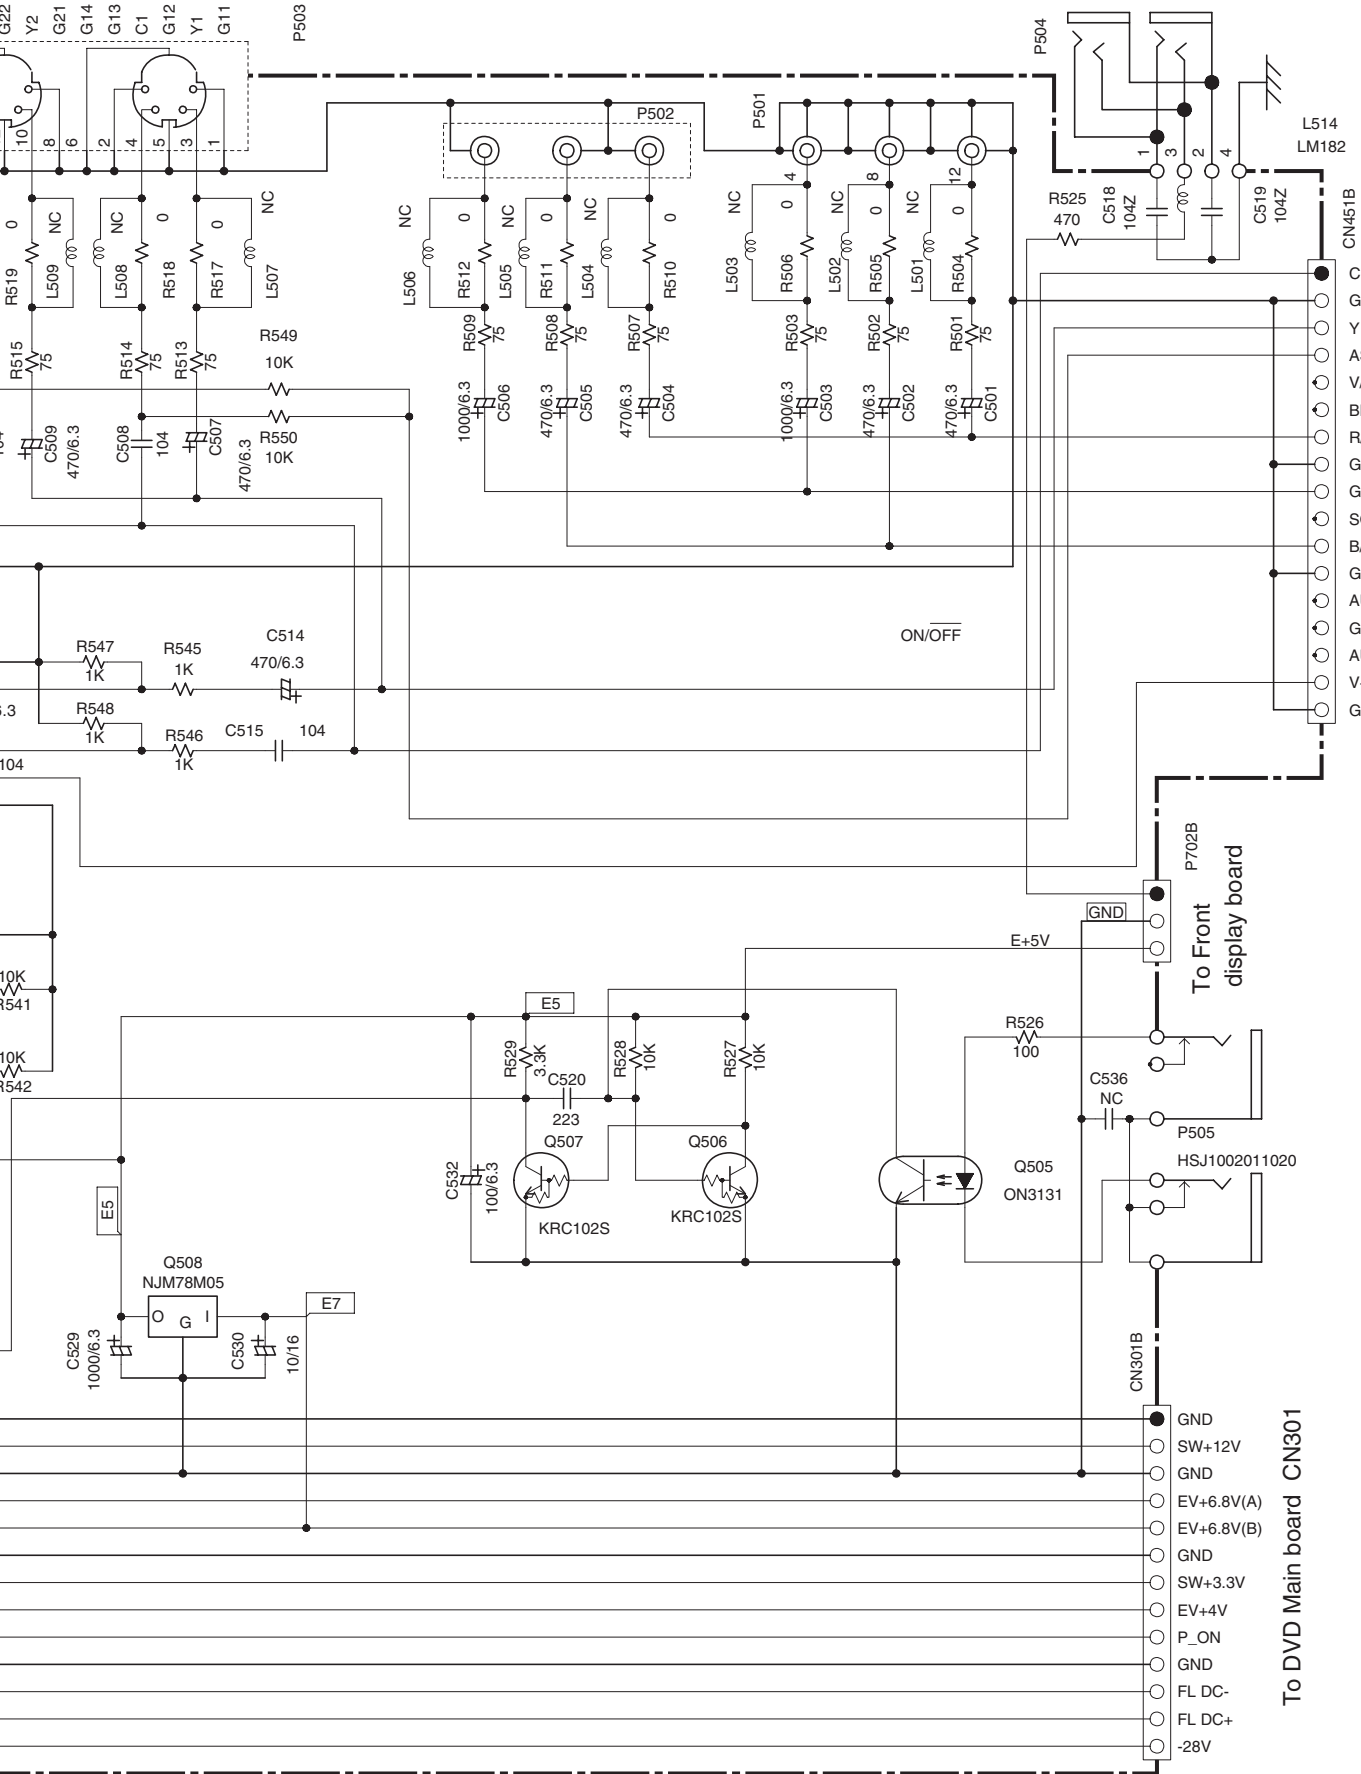 G22
Y2
G21
G14
G13
C1
G12
Y1
G11
P503
P504
P502
P501
L514
LM182
10
8
6
2
4
5
3
1
4
8
12
1
3
2
4
R525
470
C518
104Z
C519
104Z
CN451B
0
R519
NC
L509
NC
L508
0
R518
0
R517
NC
L507
NC
L506
0
R512
NC
L505
0
R511
NC
L504
0
R510
NC
L503
0
R506
NC
L502
0
R505
NC
L501
0
R504
R515
75
R514
75
R513
75
R549
10K
R550
10K
R509
75
R508
75
R507
75
R503
75
R502
75
R501
75
C509
470/6.3
C508
104
C507
470/6.3
1000/6.3
C506
470/6.3
C505
470/6.3
C504
1000/6.3
C503
470/6.3
C502
470/6.3
C501
C
G
Y
R547
1K
R545
1K
C514
470/6.3
ON/OFF
R548
1K
R546
1K
C515
104
104
P702B
To Front
display board
GND
E+5V
10K
R541
10K
R542
E5
R529
3.3K
C520
223
R528
10K
R527
10K
R526
100
C536
NC
P505
HSJ1002011020
Q507
KRC102S
Q506
KRC102S
C532
100/6.3
Q505
ON3131
E5
Q508
NJM78M05
O G I
E7
C529
1000/6.3
C530
10/16
CN301B
GND
SW+12V
GND
EV+6.8V(A)
EV+6.8V(B)
GND
SW+3.3V
EV+4V
P_ON
GND
FL DC-
FL DC+
-28V
To DVD Main board CN301